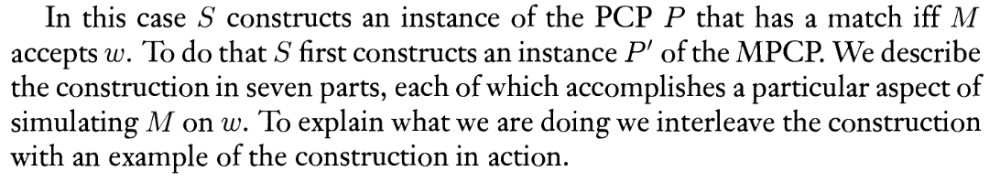 In this case S constructs an instance of the PCP P that has a match iff M
accepts w. To do that S first constructs an instance P′ of the MPCP. We describe
the construction in seven parts, each of which accomplishes a particular aspect of
simulating M on w. To explain what we are doing we interleave the construction
with an example of the construction in action.